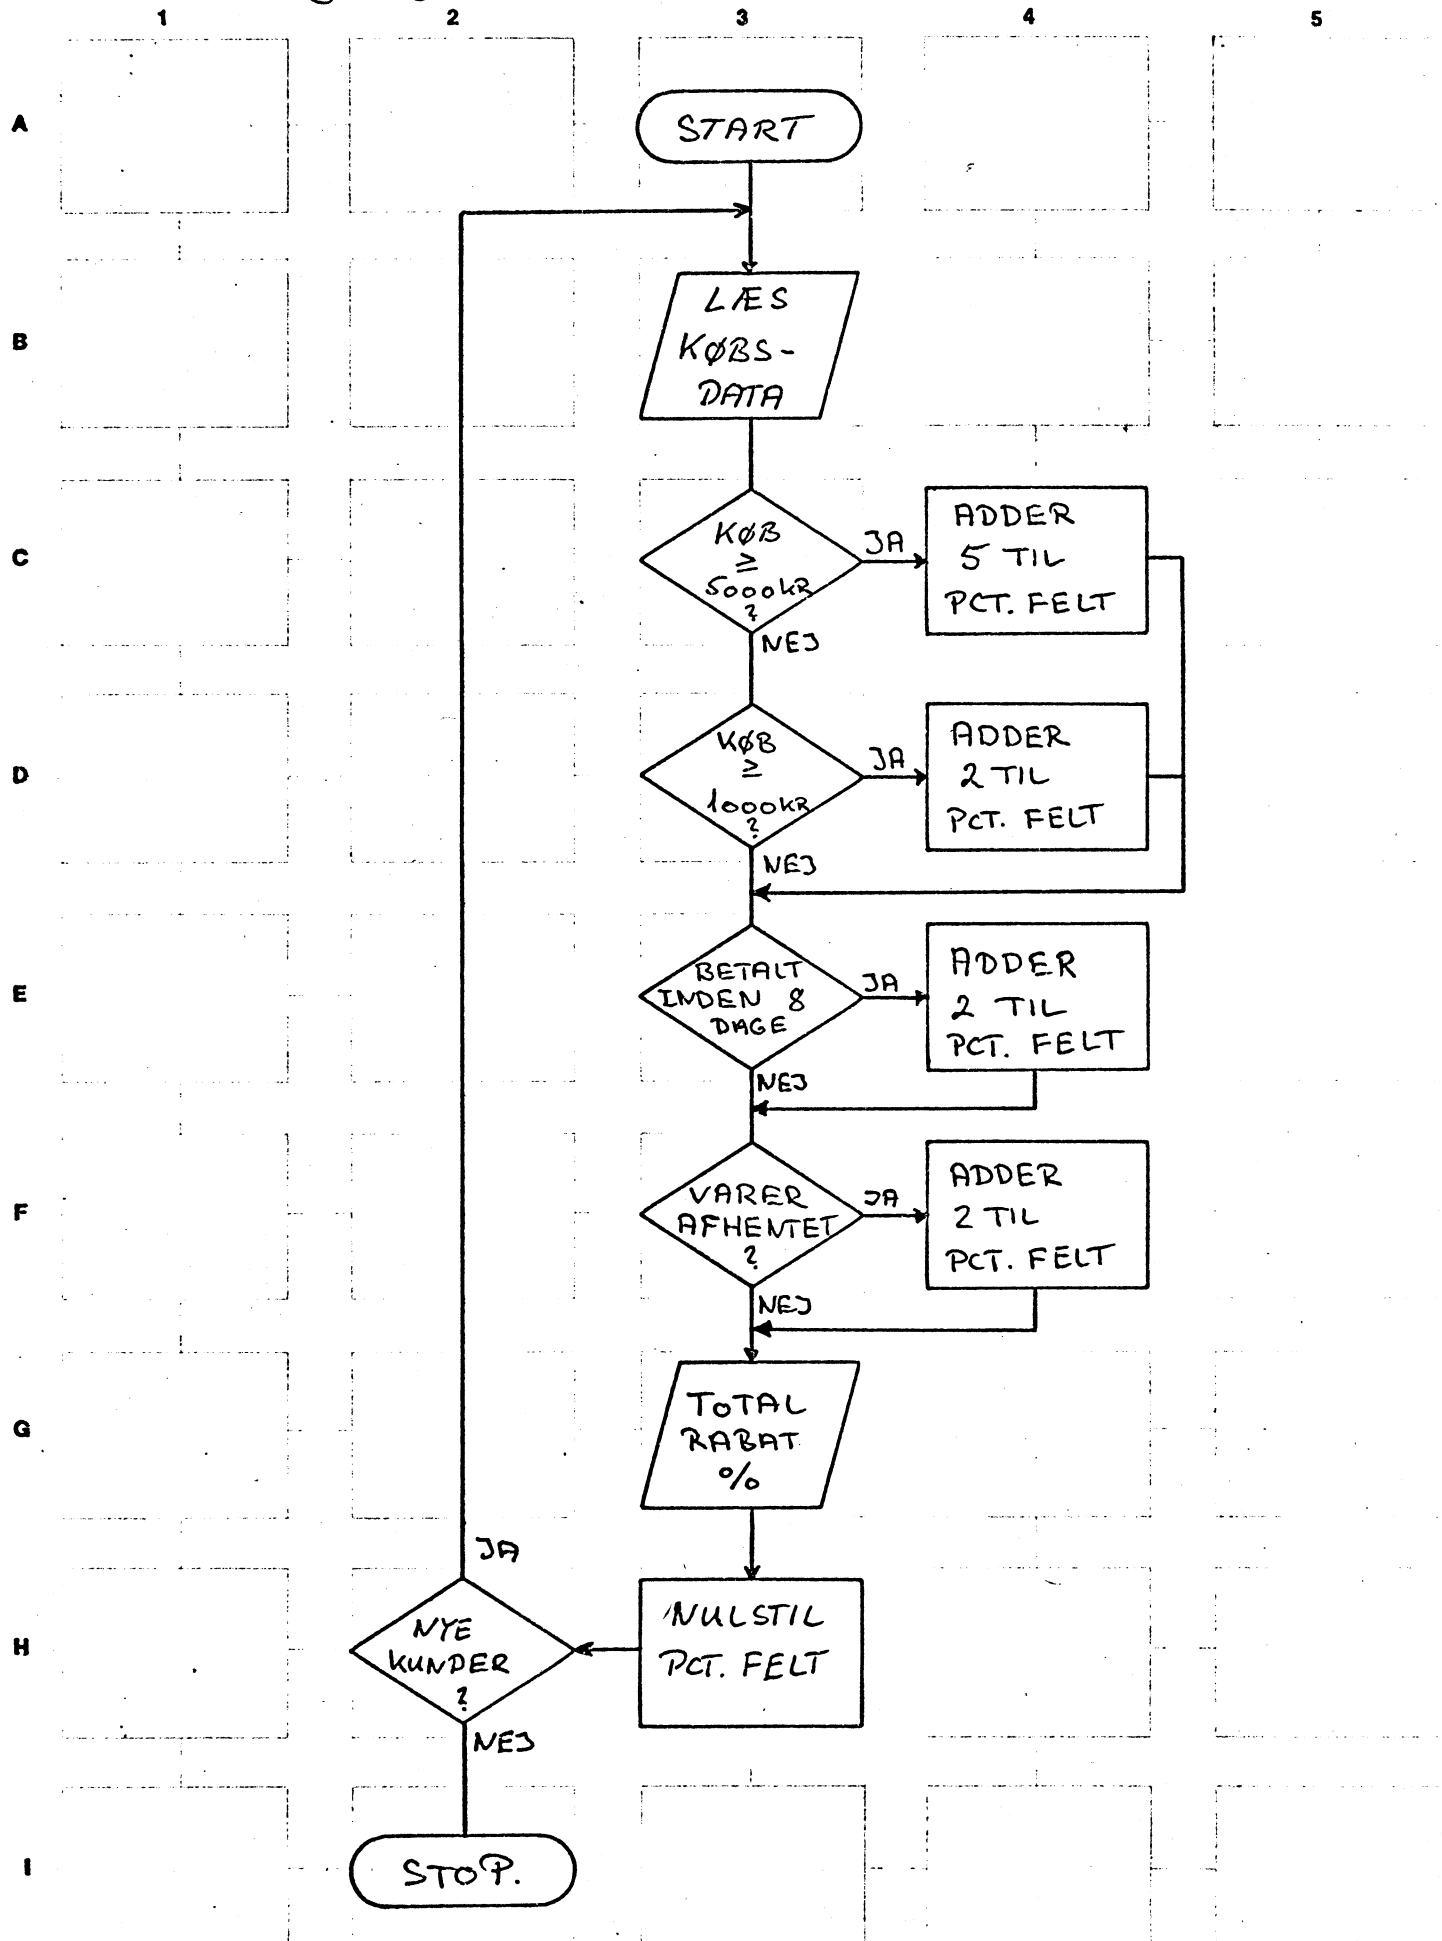 1 2 3 4 5
A
START
B
LÆS
KØBS-
DATA
C
KØB
≥
5000KR
?
JA
ADDER
5 TIL
PCT. FELT
NEJ
D
KØB
≥
1000KR
?
JA
ADDER
2 TIL
PCT. FELT
NEJ
E
BETALT
INDEN 8
DAGE
JA
ADDER
2 TIL
PCT. FELT
NEJ
F
VARER
AFHENTET
?
JA
ADDER
2 TIL
PCT. FELT
NEJ
G
TOTAL
RABAT
%
H
NULSTIL
PCT. FELT
JA
NYE
KUNDER
?
NEJ
I
STOP.